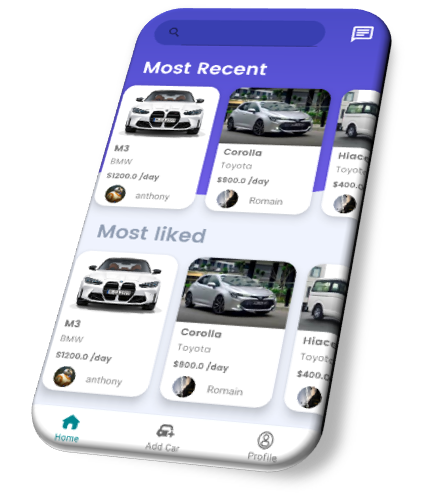 Most Recent
M3
BMW
$1200.0 /day
anthony
Corolla
Toyota
$800.0 /day
Romain
Hiace
Toyota
$400.0
Most liked
M3
BMW
$1200.0 /day
anthony
Corolla
Toyota
$800.0 /day
Romain
Hiace
Toyota
$400.0
Home
Add Car
Profile